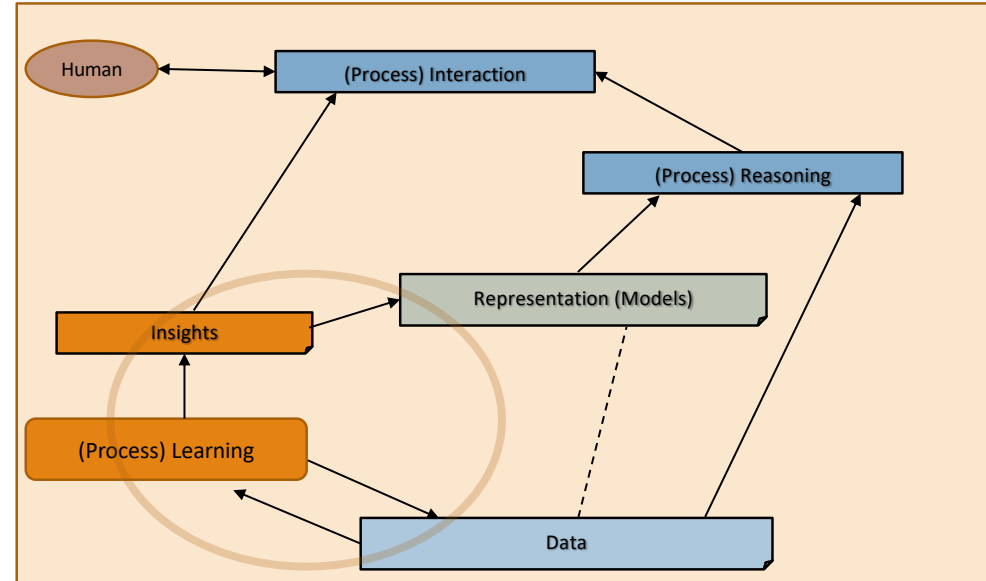 Human
(Process) Interaction
(Process) Reasoning
Representation (Models)
Insights
(Process) Learning
Data